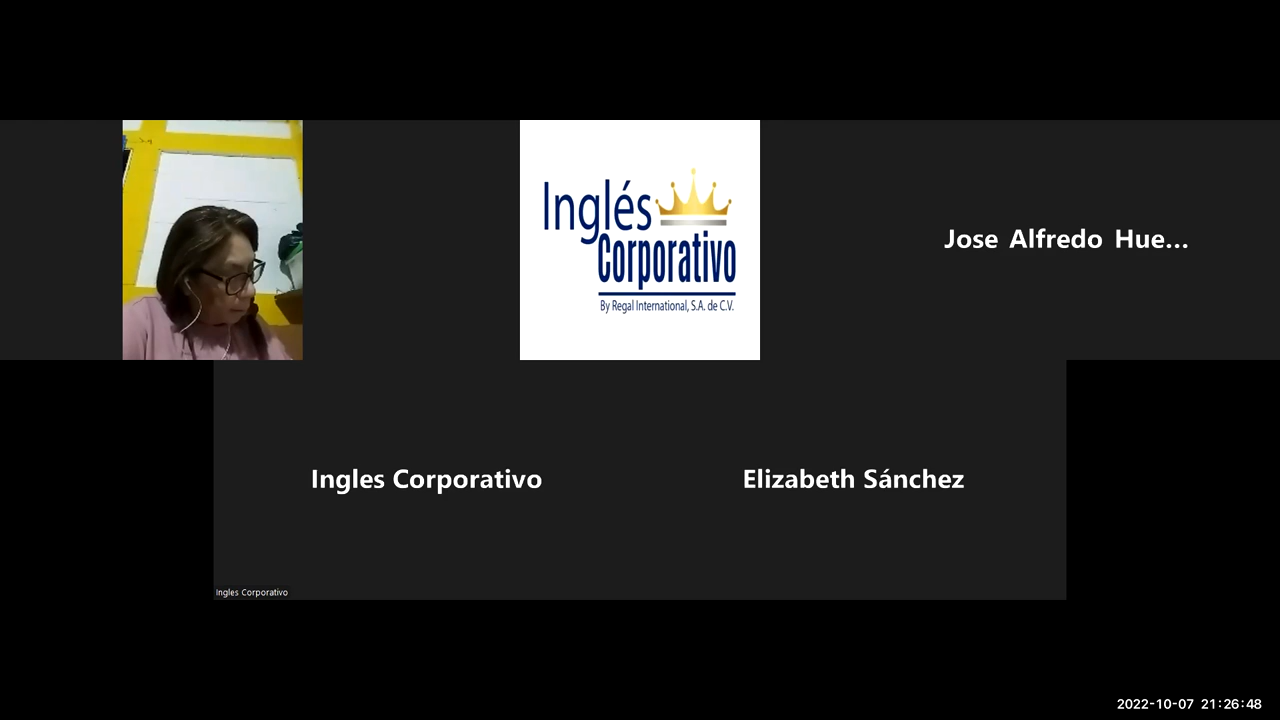 Inglés
Corporativo
By Regal International, S.A. de C.V.
Jose Alfredo Hue...
Ingles Corporativo
Elizabeth Sánchez
Ingles Corporativo
2022-10-07 21:26:48